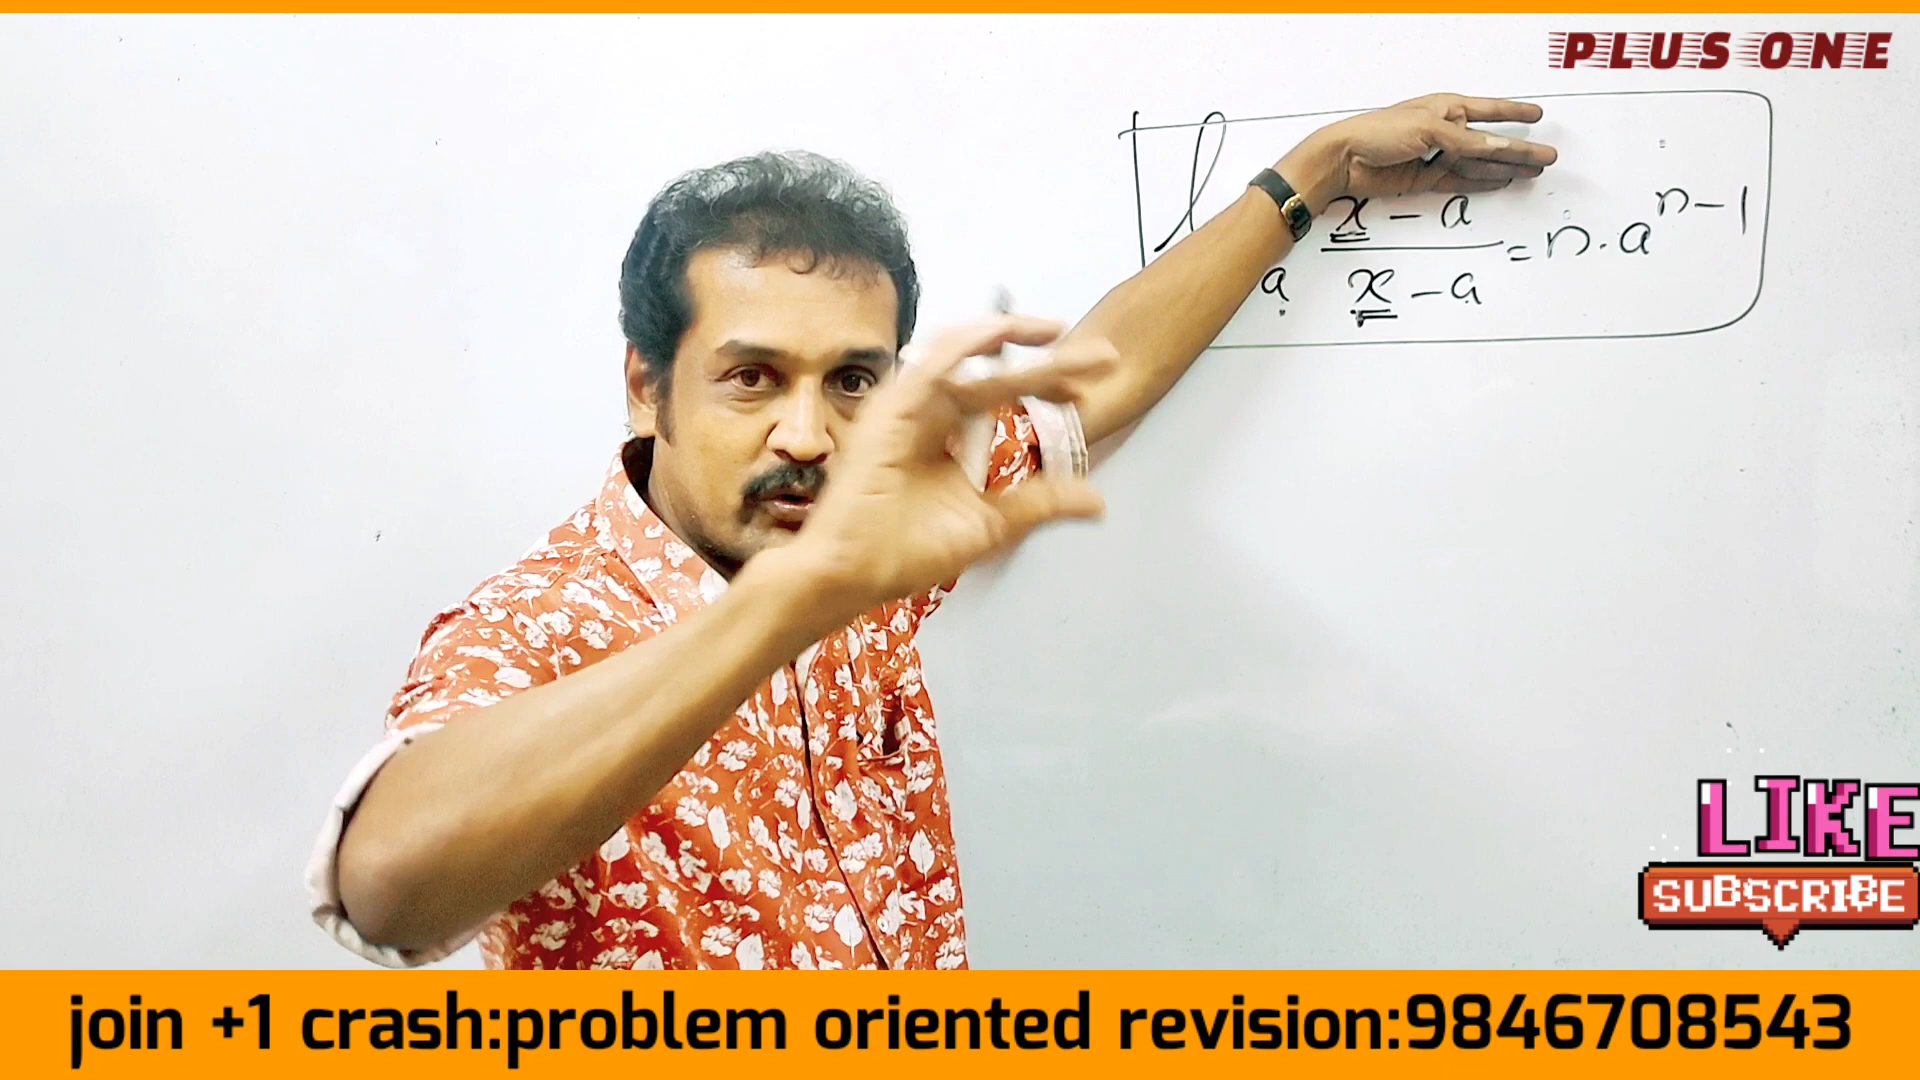 PLUS ONE
x - a
= n. a^n-1
a x - a
LIKE
SUBSCRIBE
join +1 crash:problem oriented revision:9846708543